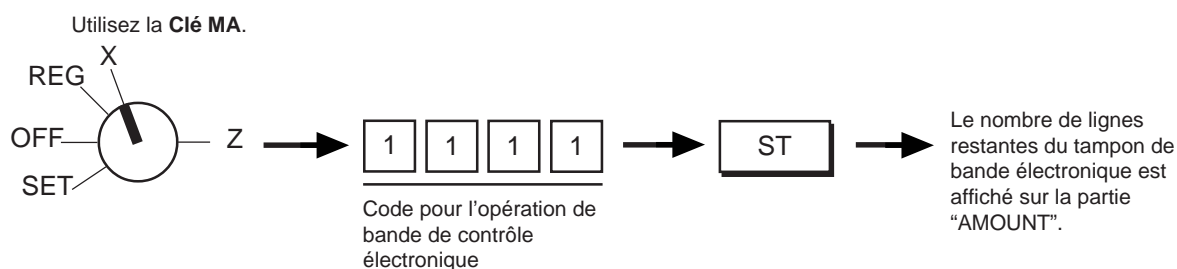 Utilisez la Clé MA.
X
REG
OFF
Z
SET
1 1 1 1
ST
Code pour l'opération de
bande de contrôle
électronique
Le nombre de lignes
restantes du tampon de
bande électronique est
affiché sur la partie
“AMOUNT”.